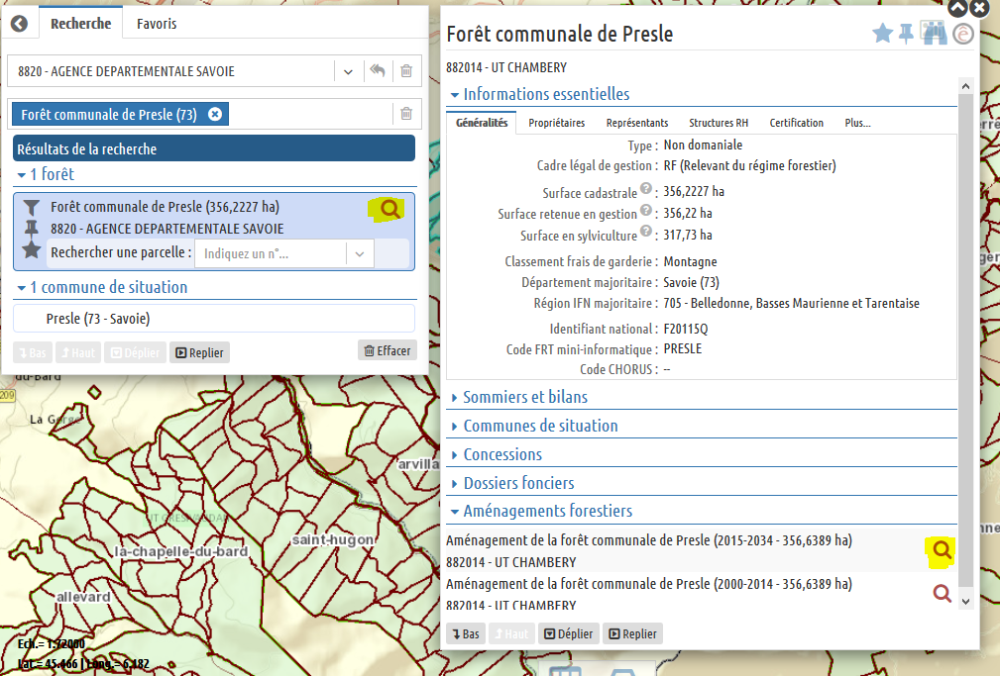 Recherche
Favoris
8820 - AGENCE DEPARTEMENTALE SAVOIE
Forêt communale de Presle (73)
Résultats de la recherche
1 forêt
Forêt communale de Presle (356,2227 ha)
8820 - AGENCE DEPARTEMENTALE SAVOIE
Rechercher une parcelle : Indiquez un n°...
1 commune de situation
Presle (73 - Savoie)
Bas Haut Déplier Replier Effacer
Forêt communale de Presle
882014 - UT CHAMBERY
Informations essentielles
Généralités Propriétaires Représentants Structures RH Certification Plus...
Type : Non domaniale
Cadre légal de gestion : RF (Relevant du régime forestier)
Surface cadastrale ? : 356,2227 ha
Surface retenue en gestion ? : 356,22 ha
Surface en sylviculture ? : 317,73 ha
Classement frais de garderie : Montagne
Département majoritaire : Savoie (73)
Région IFN majoritaire : 705 - Belledonne, Basses Maurienne et Tarentaise
Identifiant national : F20115Q
Code FRT mini-informatique : PRESLE
Code CHORUS : --
Sommiers et bilans
Communes de situation
Concessions
Dossiers fonciers
Aménagements forestiers
Aménagement de la forêt communale de Presle (2015-2034 - 356,6389 ha)
882014 - UT CHAMBERY
Aménagement de la forêt communale de Presle (2000-2014 - 356,6389 ha)
882014 - UT CHAMBERY
Bas Haut Déplier Replier
du-Bard
209
La Gorge
arvilla
saint-hugon
la-chapelle-du-bard
allevard
Lat.= 45.466 | Long.= 6.182